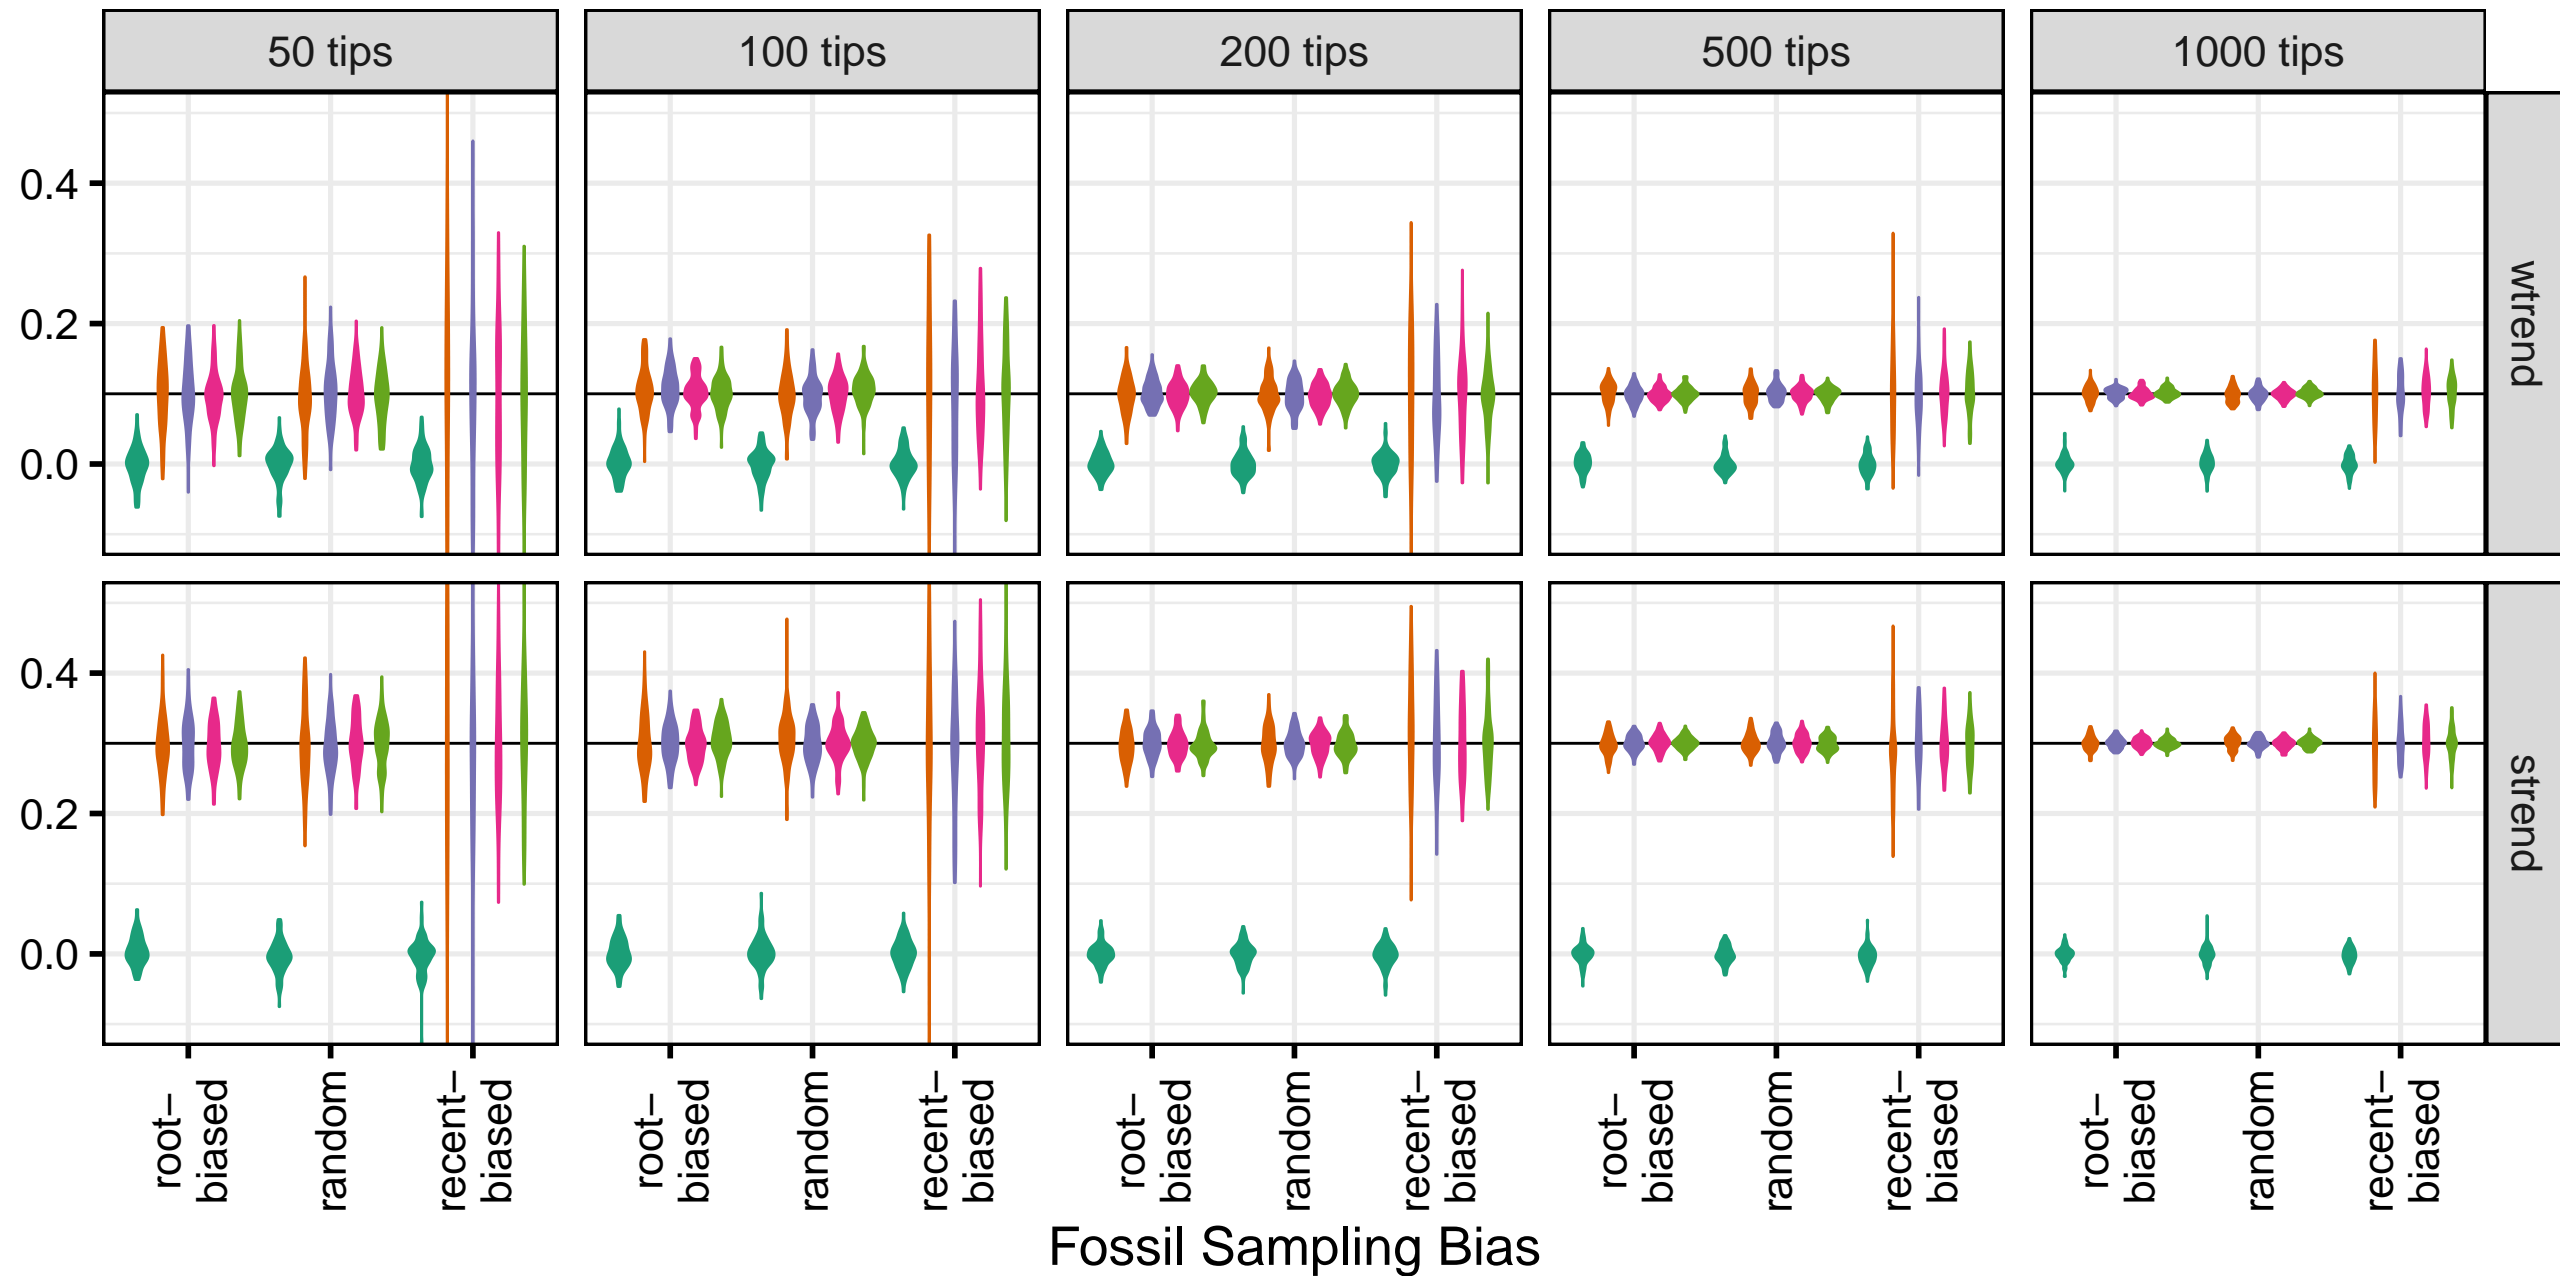 50 tips
100 tips
200 tips
500 tips
1000 tips
0.4
0.2
0.0
wtrend
0.4
0.2
0.0
strend
root–
biased
random
recent–
biased
root–
biased
random
recent–
biased
root–
biased
random
recent–
biased
root–
biased
random
recent–
biased
root–
biased
random
recent–
biased
Fossil Sampling Bias